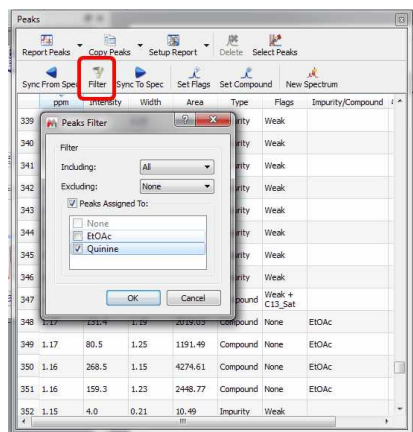 Peaks
Report Peaks Copy Peaks Setup Report Delete Select Peaks
Sync From Spec Filter Sync To Spec Set Flags Set Compound New Spectrum
ppm Intensity Width Area Type Flags Impurity/Compound
339 Weak
340 Weak
341 Weak
342 Weak
343 Weak
344 Weak
345 Weak
346 Weak
347 Weak +
C13_Sat
348 1.17 131.4 1.19 2019.03 Compound None EtOAc
349 1.17 80.5 1.25 1191.49 Compound None EtOAc
350 1.16 268.5 1.15 4274.61 Compound None EtOAc
351 1.16 159.3 1.23 2448.77 Compound None EtOAc
352 1.15 4.0 0.21 10.49 Impurity Weak
Peaks Filter
Filter
Including: All
Excluding: None
Peaks Assigned To:
None
EtOAc
Quinine
OK Cancel